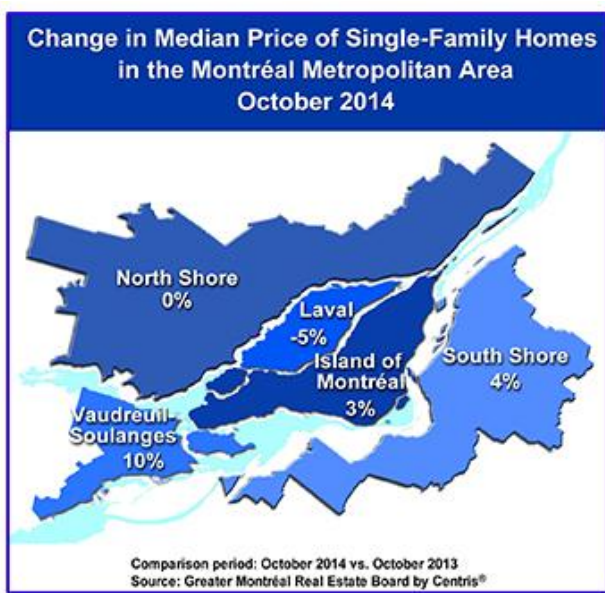 Change in Median Price of Single-Family Homes
in the Montréal Metropolitan Area
October 2014
North Shore
0%
Laval
-5%
Island of
Montréal
3%
South Shore
4%
Vaudreuil-
Soulanges
10%
Comparison period: October 2014 vs. October 2013
Source: Greater Montréal Real Estate Board by Centris®